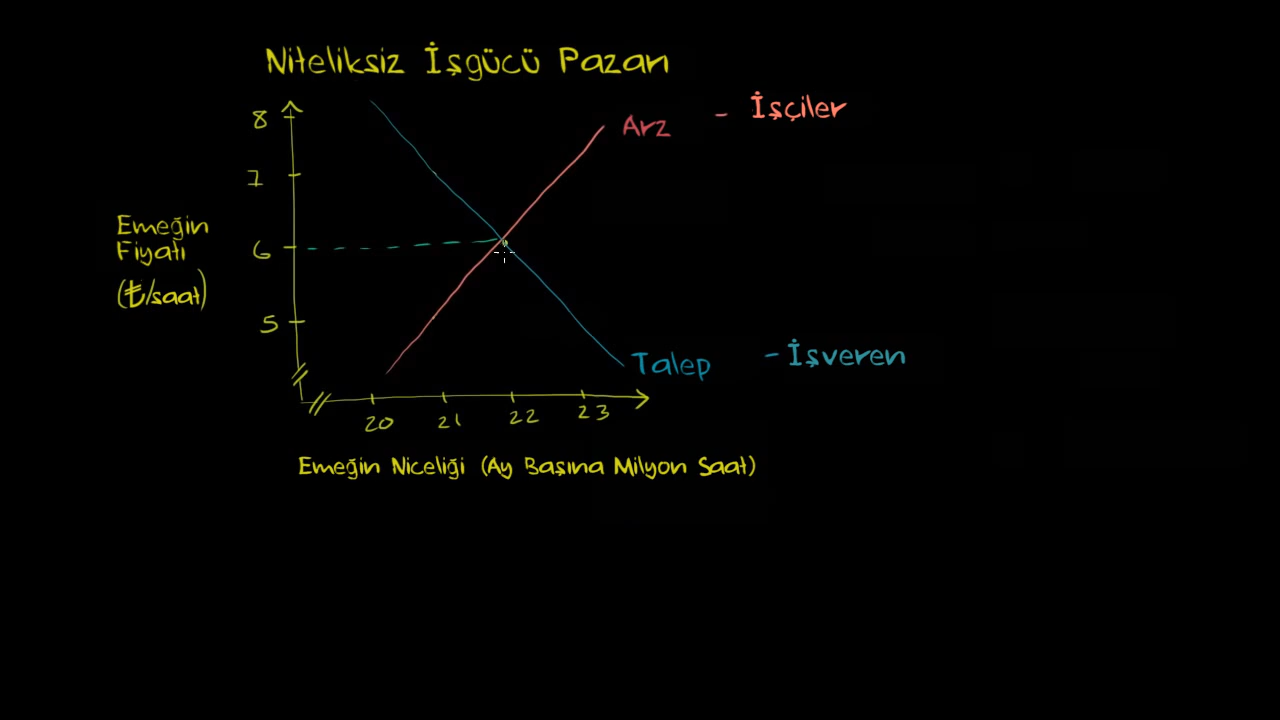 Niteliksiz İşgücü Pazarı
8
Arz - İşçiler
7
Emeğin
Fiyatı
6
(₺/saat)
5
Talep - İşveren
20 21 22 23
Emeğin Niceliği (Ay Başına Milyon Saat)